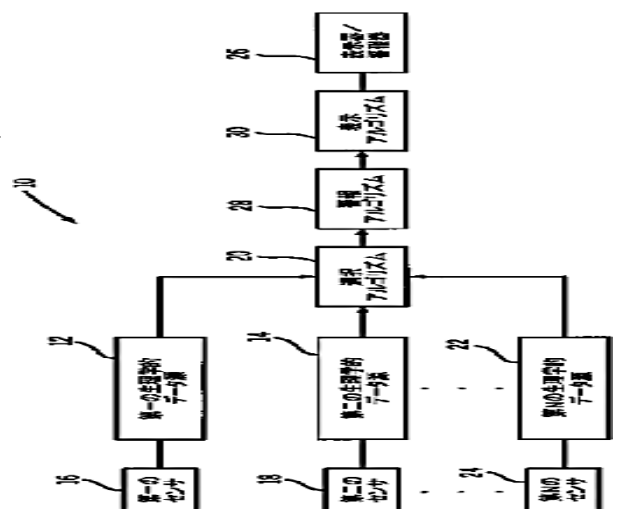 10
16
第一の
センサ
12
第一の生理学的
データ源
18
第二の
センサ
14
第二の生理学的
データ源
24
第Nの
センサ
22
第Nの生理学的
データ源
20
選択
アルゴリズム
28
警報
アルゴリズム
30
表示
アルゴリズム
26
表示器/
警報器